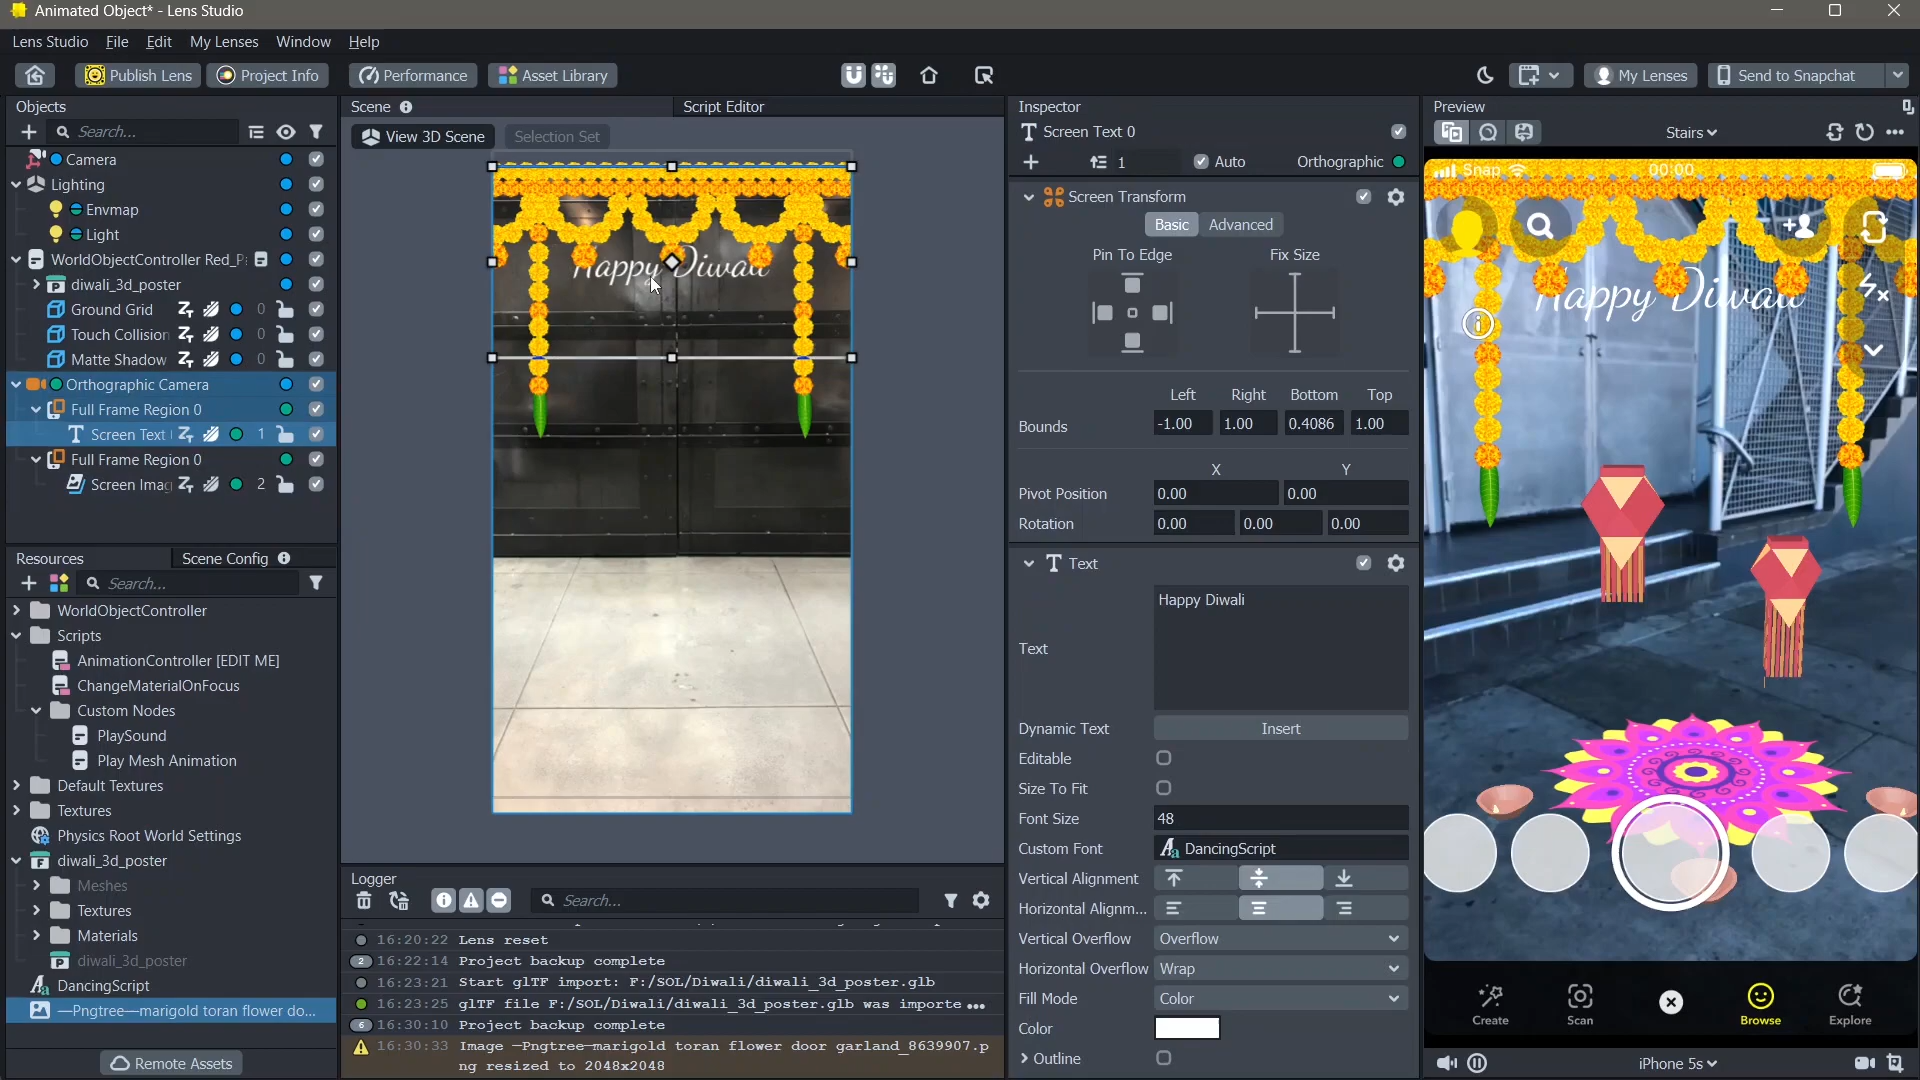 Animated Object* - Lens Studio
Lens Studio File Edit My Lenses Window Help
Publish Lens Project Info Performance Asset Library My Lenses Send to Snapchat
Objects
Search...
Camera
Lighting
Envmap
Light
WorldObjectController Red_P
diwali_3d_poster
Ground Grid 0
Touch Collision 0
Matte Shadow 0
Orthographic Camera
Full Frame Region 0
Screen Text 1
Full Frame Region 0
Screen Imag 2
Resources Scene Config
Search...
WorldObjectController
Scripts
AnimationController [EDIT ME]
ChangeMaterialOnFocus
Custom Nodes
PlaySound
Play Mesh Animation
Default Textures
Textures
Physics Root World Settings
diwali_3d_poster
Meshes
Textures
Materials
diwali_3d_poster
DancingScript
—Pngtree—marigold toran flower do...
Remote Assets
Scene Script Editor
View 3D Scene Selection Set
Happy Diwali
Logger
Search...
16:20:22 Lens reset
2 16:22:14 Project backup complete
16:23:21 Start glTF import: F:/SOL/Diwali/diwali_3d_poster.glb
16:23:25 glTF file F:/SOL/Diwali/diwali_3d_poster.glb was importe ...
6 16:30:10 Project backup complete
16:30:33 Image —Pngtree—marigold toran flower door garland_8639907.p
ng resized to 2048x2048
Inspector
Screen Text 0
1 Auto Orthographic
Screen Transform
Basic Advanced
Pin To Edge Fix Size
Left Right Bottom Top
Bounds -1.00 1.00 0.4086 1.00
X Y
Pivot Position 0.00 0.00
Rotation 0.00 0.00 0.00
Text
Happy Diwali
Text
Dynamic Text Insert
Editable
Size To Fit
Font Size 48
Custom Font DancingScript
Vertical Alignment
Horizontal Alignm...
Vertical Overflow Overflow
Horizontal Overflow Wrap
Fill Mode Color
Color
Outline
Preview
Stairs
Snap 00:00
Happy Diwali
Create Scan Browse Explore
iPhone 5s